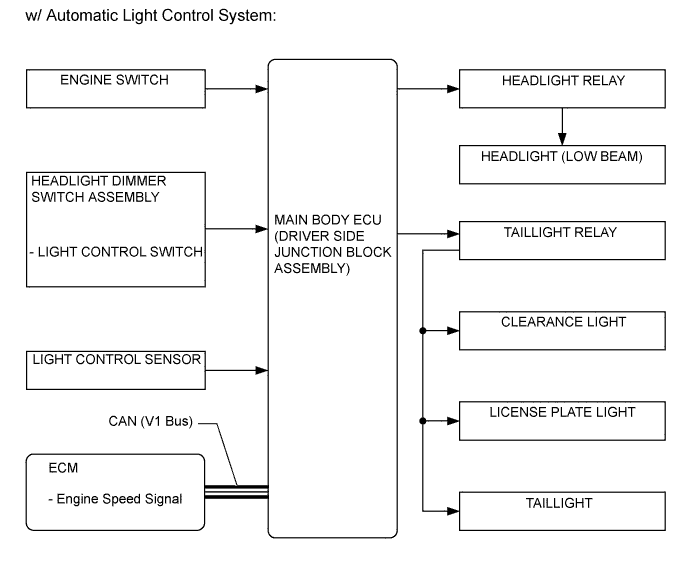 w/ Automatic Light Control System:
ENGINE SWITCH
HEADLIGHT DIMMER
SWITCH ASSEMBLY
- LIGHT CONTROL SWITCH
LIGHT CONTROL SENSOR
CAN (V1 Bus)
ECM
- Engine Speed Signal
MAIN BODY ECU
(DRIVER SIDE
JUNCTION BLOCK
ASSEMBLY)
HEADLIGHT RELAY
HEADLIGHT (LOW BEAM)
TAILLIGHT RELAY
CLEARANCE LIGHT
LICENSE PLATE LIGHT
TAILLIGHT